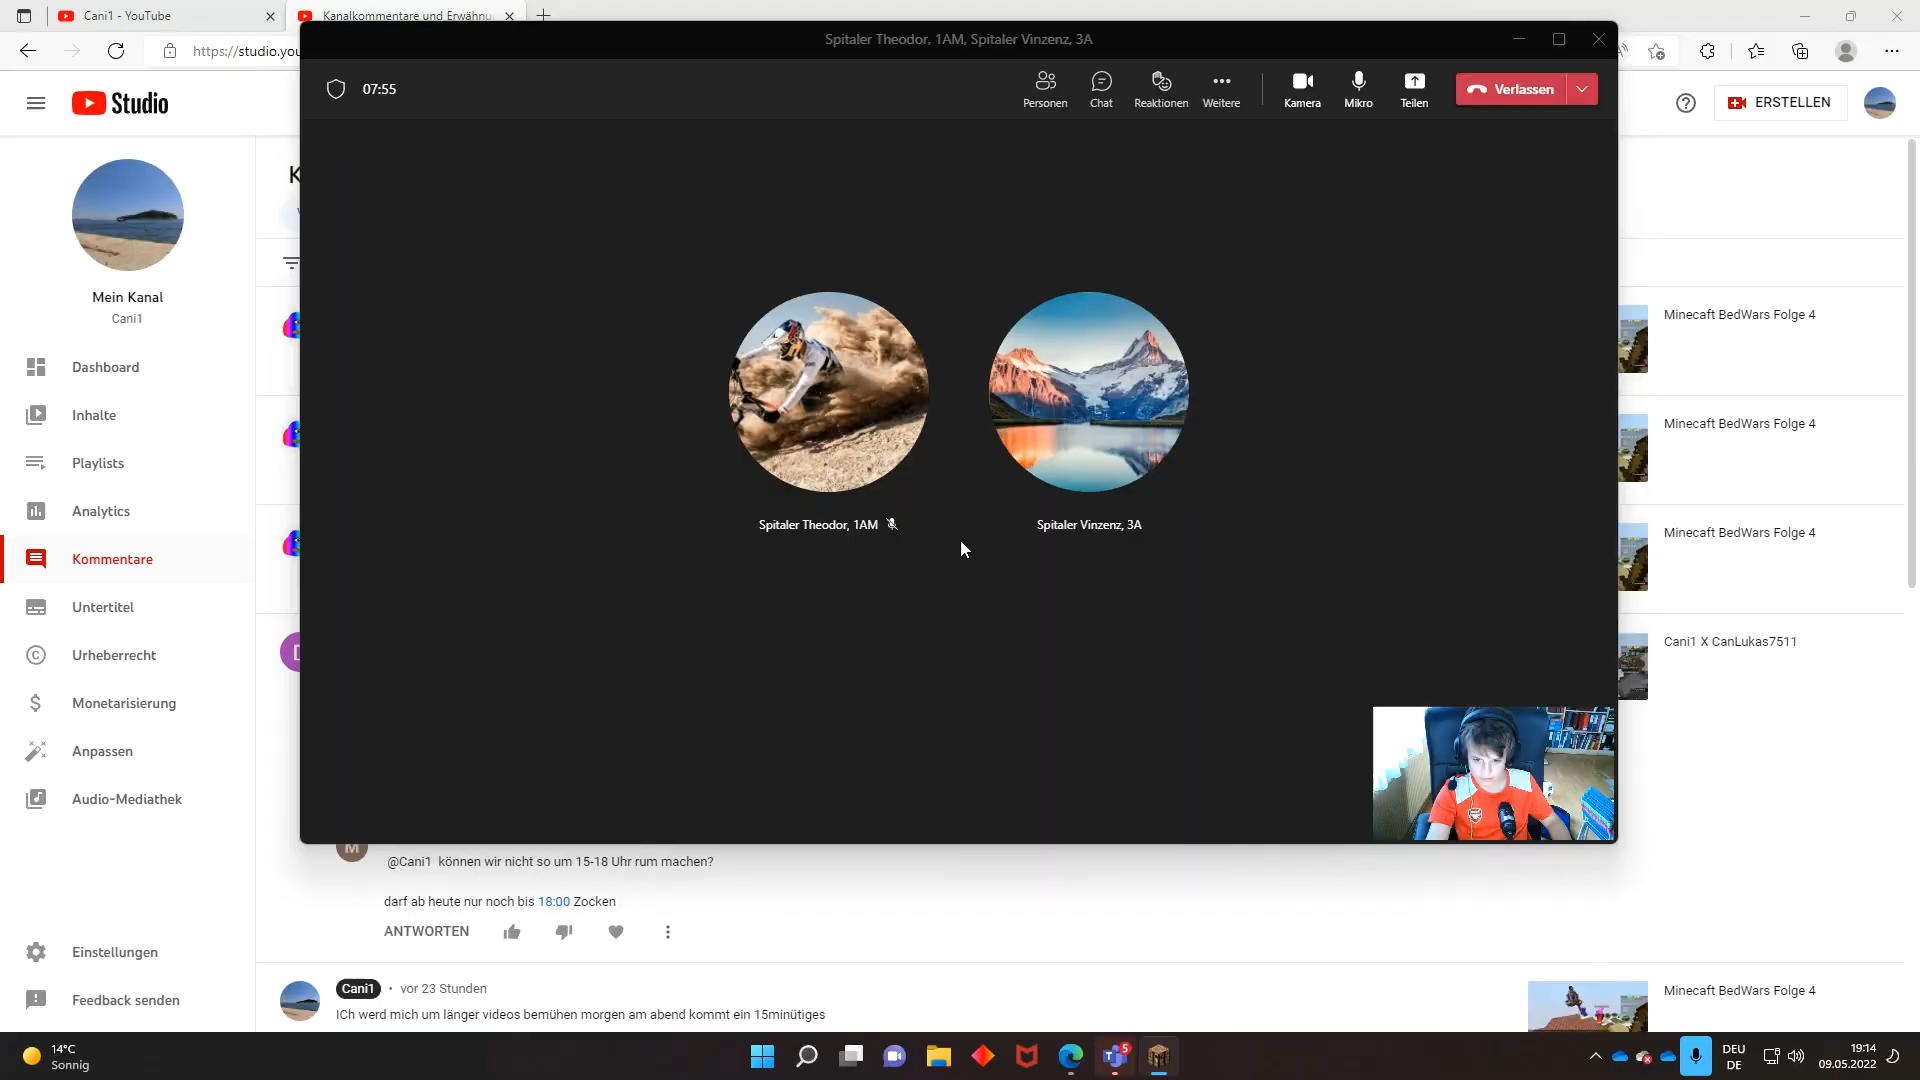 Cani1 - YouTube
Kanalkommentare und Erwähnu
https://studio.you
Spitaler Theodor, 1AM, Spitaler Vinzenz, 3A
07:55
Personen
Chat
Reaktionen
Weitere
Kamera
Mikro
Teilen
Verlassen
Studio
ERSTELLEN
K
Mein Kanal
Cani1
Dashboard
Inhalte
Playlists
Analytics
Kommentare
Untertitel
Urheberrecht
Monetarisierung
Anpassen
Audio-Mediathek
Einstellungen
Feedback senden
Spitaler Theodor, 1AM
Spitaler Vinzenz, 3A
Minecaft BedWars Folge 4
Minecaft BedWars Folge 4
Minecaft BedWars Folge 4
Cani1 X CanLukas7511
M
@Cani1 können wir nicht so um 15-18 Uhr rum machen?
darf ab heute nur noch bis 18:00 Zocken
ANTWORTEN
Cani1 • vor 23 Stunden
ICh werd mich um länger videos bemühen morgen am abend kommt ein 15minütiges
Minecaft BedWars Folge 4
14°C
Sonnig
5
DEU
DE
19:14
09.05.2022